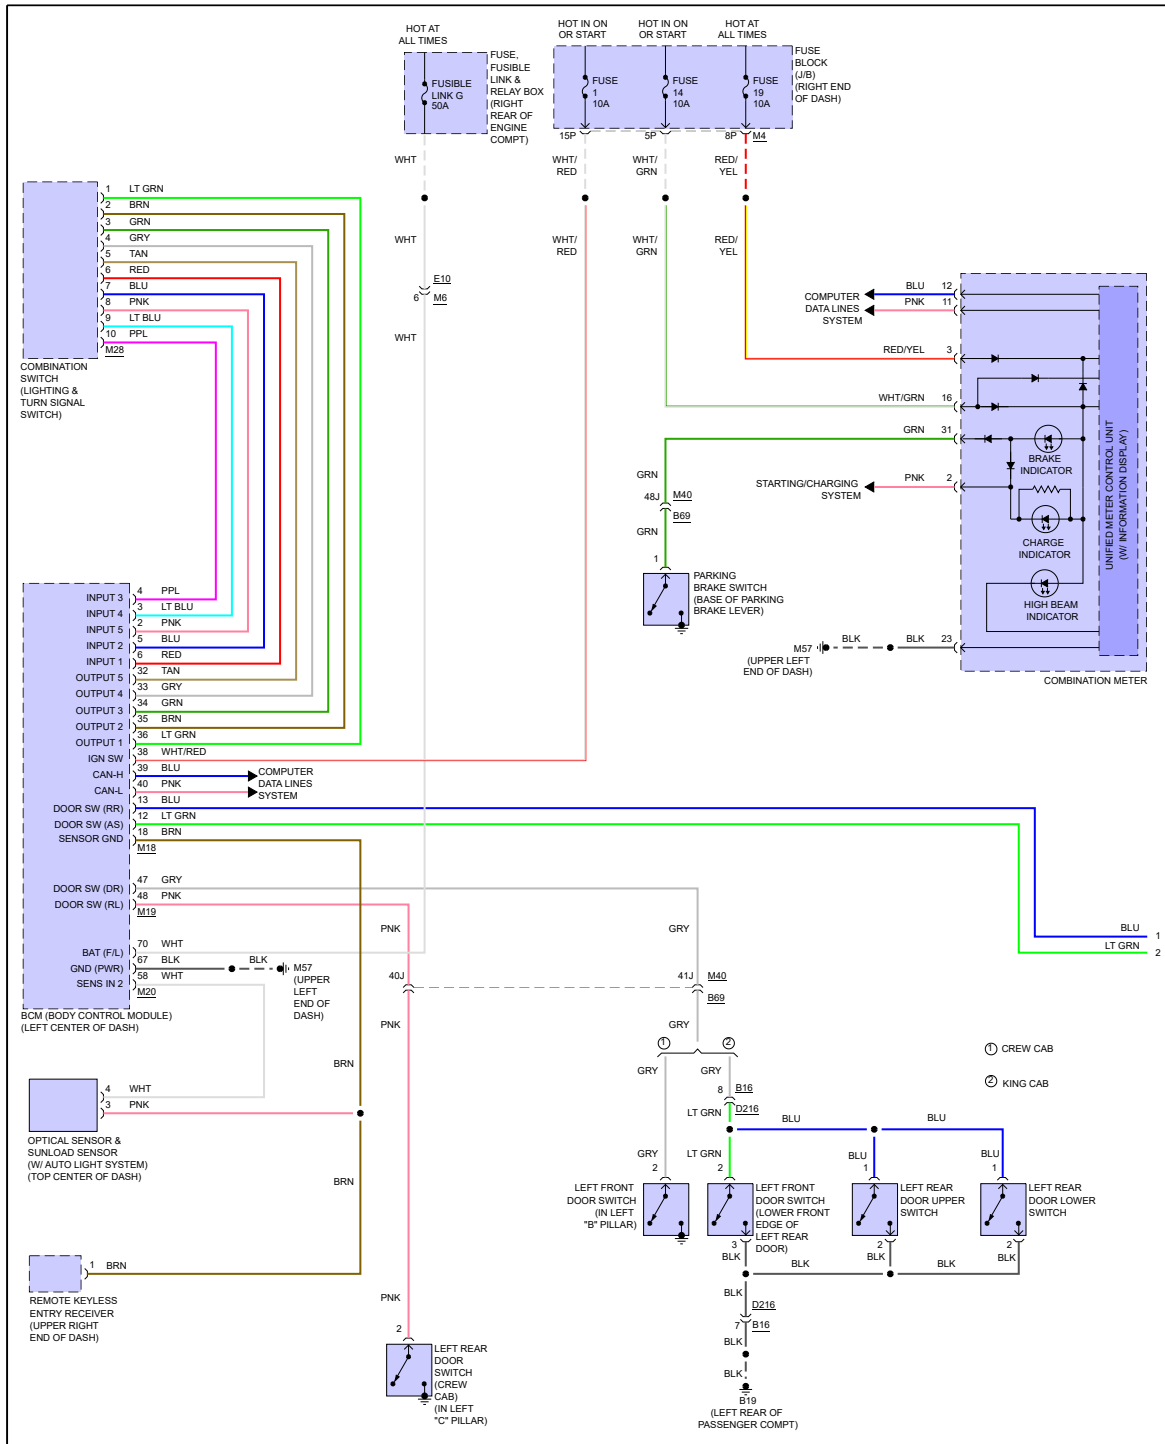 HOT AT
ALL TIMES
HOT IN ON
OR START
HOT IN ON
OR START
HOT AT
ALL TIMES
FUSIBLE
LINK G
50A
FUSE,
FUSIBLE
LINK &
RELAY BOX
(RIGHT
REAR OF
ENGINE
COMPT)
FUSE
1
10A
FUSE
14
10A
FUSE
19
10A
FUSE
BLOCK
(J/B)
(RIGHT END
OF DASH)
15P
5P
8P
M4
WHT
WHT/
RED
WHT/
GRN
RED/
YEL
WHT
WHT/
RED
WHT/
GRN
RED/
YEL
E10
6
M6
WHT
1 LT GRN
2 BRN
3 GRN
4 GRY
5 TAN
6 RED
7 BLU
8 PNK
9 LT BLU
10 PPL
M28
COMBINATION
SWITCH
(LIGHTING &
TURN SIGNAL
SWITCH)
COMPUTER
DATA LINES
SYSTEM
BLU 12
PNK 11
RED/YEL 3
WHT/GRN 16
GRN 31
STARTING/CHARGING
SYSTEM
PNK 2
BRAKE
INDICATOR
CHARGE
INDICATOR
HIGH BEAM
INDICATOR
UNIFIED METER CONTROL UNIT
(W/ INFORMATION DISPLAY)
GRN
48J
M40
B69
GRN
1
PARKING
BRAKE SWITCH
(BASE OF PARKING
BRAKE LEVER)
M57
(UPPER LEFT
END OF DASH)
BLK
BLK
23
COMBINATION METER
INPUT 3 4 PPL
INPUT 4 3 LT BLU
INPUT 5 2 PNK
INPUT 2 5 BLU
INPUT 1 6 RED
OUTPUT 5 32 TAN
OUTPUT 4 33 GRY
OUTPUT 3 34 GRN
OUTPUT 2 35 BRN
OUTPUT 1 36 LT GRN
IGN SW 38 WHT/RED
CAN-H 39 BLU
CAN-L 40 PNK
COMPUTER
DATA LINES
SYSTEM
DOOR SW (RR) 13 BLU
DOOR SW (AS) 12 LT GRN
SENSOR GND 18 BRN
M18
DOOR SW (DR) 47 GRY
DOOR SW (RL) 48 PNK
M19
BAT (F/L) 70 WHT
GND (PWR) 67 BLK
BLK
SENS IN 2 58 WHT
M20
BCM (BODY CONTROL MODULE)
(LEFT CENTER OF DASH)
M57
(UPPER
LEFT
END OF
DASH)
PNK
GRY
BLU 1
LT GRN 2
40J
41J
M40
B69
PNK
GRY
1
2
1 CREW CAB
2 KING CAB
BRN
GRY
GRY
8
B16
D216
LT GRN
BLU
BLU
4 WHT
3 PNK
OPTICAL SENSOR &
SUNLOAD SENSOR
(W/ AUTO LIGHT SYSTEM)
(TOP CENTER OF DASH)
BRN
GRY
2
LT GRN
2
BLU
1
BLU
1
LEFT FRONT
DOOR SWITCH
(IN LEFT
"B" PILLAR)
LEFT FRONT
DOOR SWITCH
(LOWER FRONT
EDGE OF
LEFT REAR
DOOR)
LEFT REAR
DOOR UPPER
SWITCH
LEFT REAR
DOOR LOWER
SWITCH
3
BLK
2
BLK
2
BLK
BLK
BLK
1 BRN
REMOTE KEYLESS
ENTRY RECEIVER
(UPPER RIGHT
END OF DASH)
BLK
D216
7
B16
BLK
BLK
B19
(LEFT REAR OF
PASSENGER COMPT)
PNK
2
LEFT REAR
DOOR
SWITCH
(CREW
CAB)
(IN LEFT
"C" PILLAR)